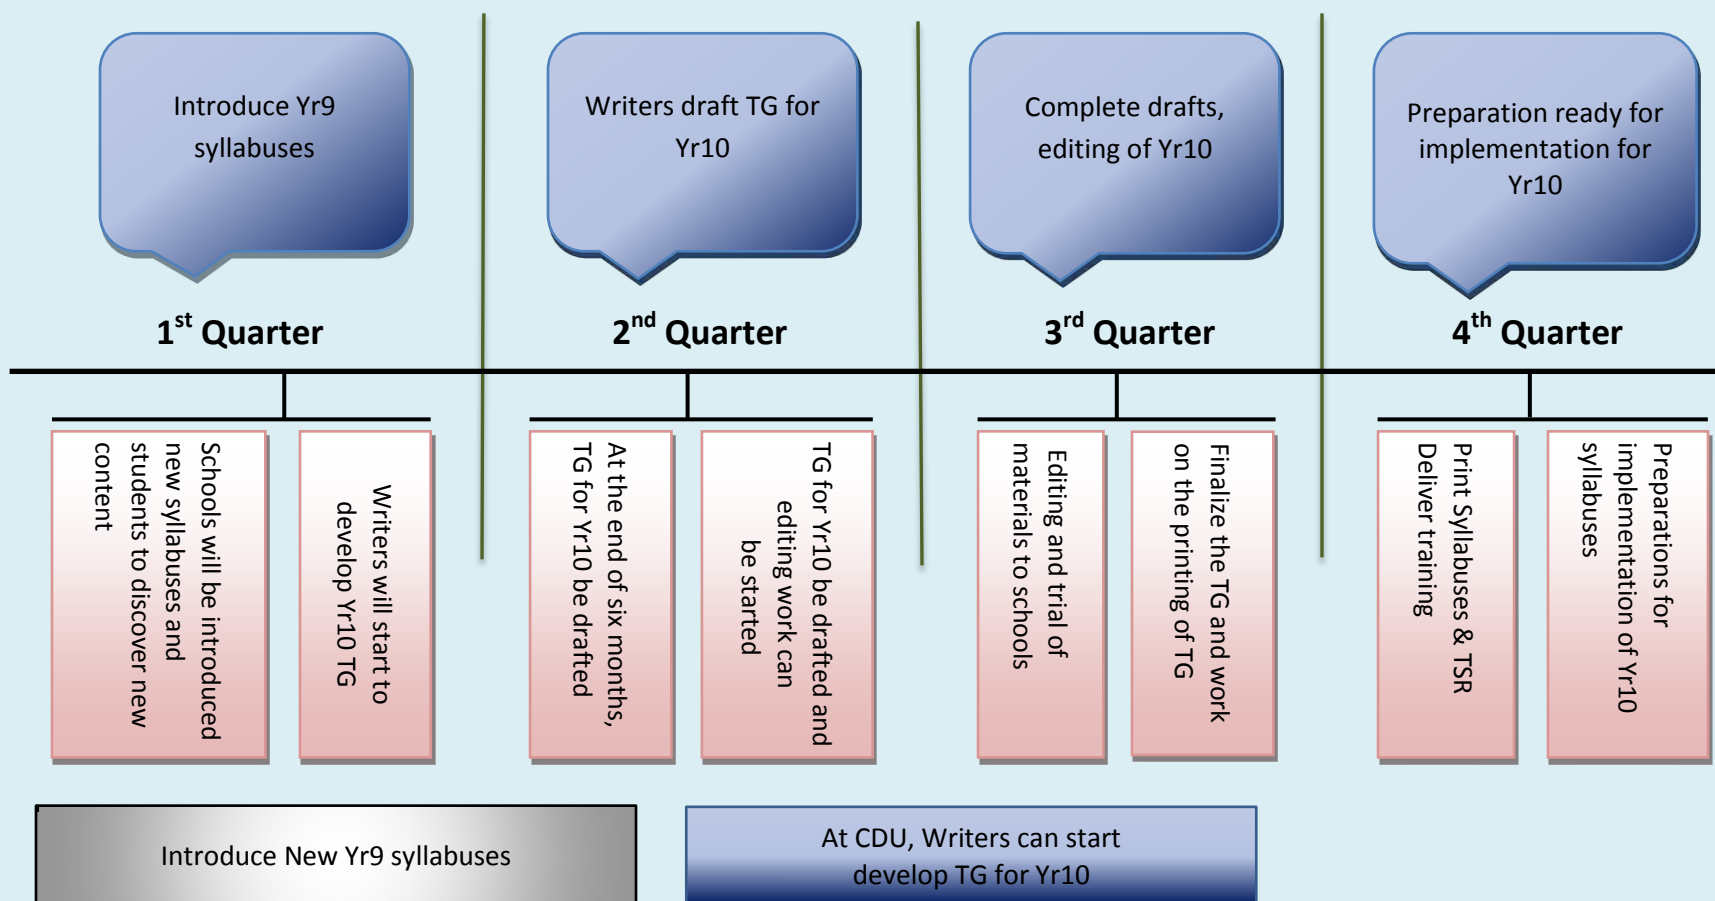 Introduce Yr9
syllabuses
Writers draft TG for
Yr10
Complete drafts,
editing of Yr10
Preparation ready for
implementation for
Yr10
1st Quarter
2nd Quarter
3rd Quarter
4th Quarter
Schools will be introduced
new syllabuses and
students to discover new
content
Writers will start to
develop Yr10 TG
At the end of six months,
TG for Yr10 be drafted
TG for Yr10 be drafted and
editing work can
be started
Editing and trial of
materials to schools
Finalize the TG and work
on the printing of TG
Print Syllabuses & TSR
Deliver training
Preparations for
implementation of Yr10
syllabuses
Introduce New Yr9 syllabuses
At CDU, Writers can start
develop TG for Yr10